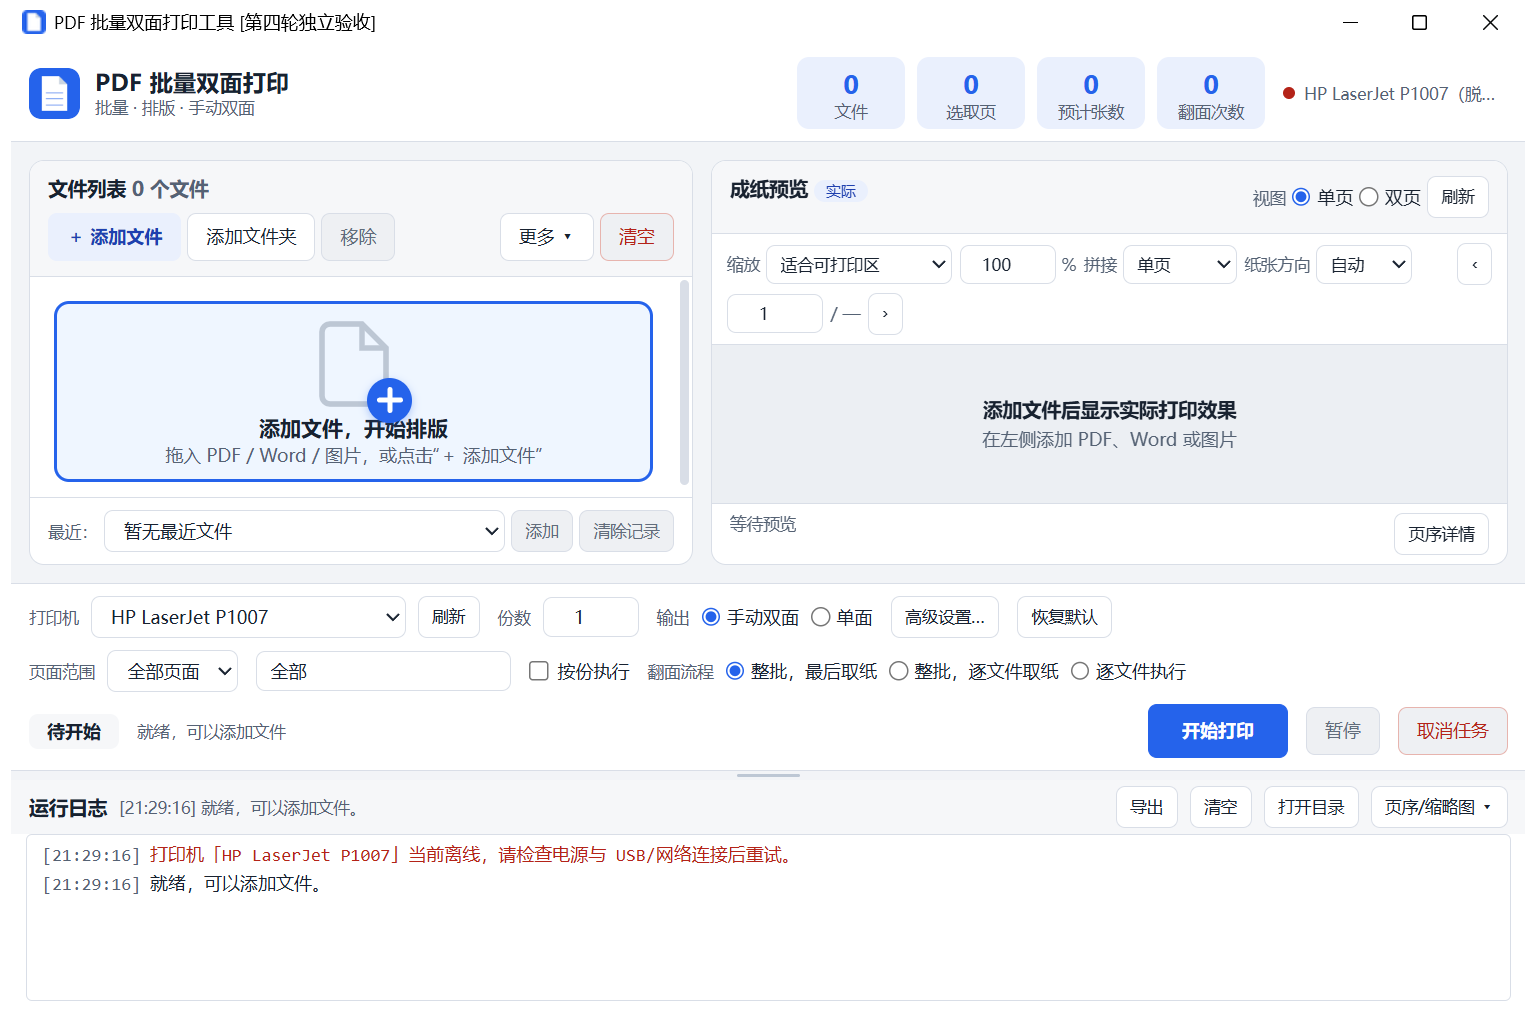 PDF 批量双面打印工具 [第四轮独立验收]
PDF 批量双面打印
批量 · 排版 · 手动双面
0
文件
0
选取页
0
预计张数
0
翻面次数
HP LaserJet P1007（脱...
文件列表 0 个文件
+ 添加文件
添加文件夹
移除
更多 ▾
清空
添加文件，开始排版
拖入 PDF / Word / 图片，或点击“+ 添加文件”
最近：
暂无最近文件
添加
清除记录
成纸预览 实际
视图 单页 双页 刷新
缩放 适合可打印区 100 % 拼接 单页 纸张方向 自动 ‹
1 / — ›
添加文件后显示实际打印效果
在左侧添加 PDF、Word 或图片
等待预览
页序详情
打印机 HP LaserJet P1007 刷新 份数 1 输出 手动双面 单面 高级设置... 恢复默认
页面范围 全部页面 全部 按份执行 翻面流程 整批，最后取纸 整批，逐文件取纸 逐文件执行
待开始 就绪，可以添加文件 开始打印 暂停 取消任务
运行日志 [21:29:16] 就绪，可以添加文件。 导出 清空 打开目录 页序/缩略图 ▾
[21:29:16] 打印机「HP LaserJet P1007」当前离线，请检查电源与 USB/网络连接后重试。
[21:29:16] 就绪，可以添加文件。